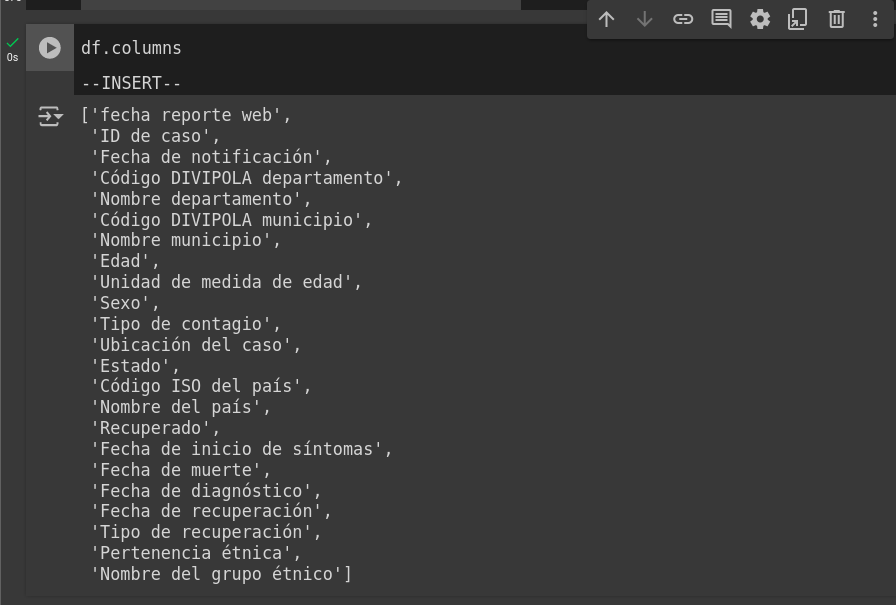 df.columns
0s
--INSERT--
['fecha reporte web',
'ID de caso',
'Fecha de notificación',
'Código DIVIPOLA departamento',
'Nombre departamento',
'Código DIVIPOLA municipio',
'Nombre municipio',
'Edad',
'Unidad de medida de edad',
'Sexo',
'Tipo de contagio',
'Ubicación del caso',
'Estado',
'Código ISO del país',
'Nombre del país',
'Recuperado',
'Fecha de inicio de síntomas',
'Fecha de muerte',
'Fecha de diagnóstico',
'Fecha de recuperación',
'Tipo de recuperación',
'Pertenencia étnica',
'Nombre del grupo étnico']